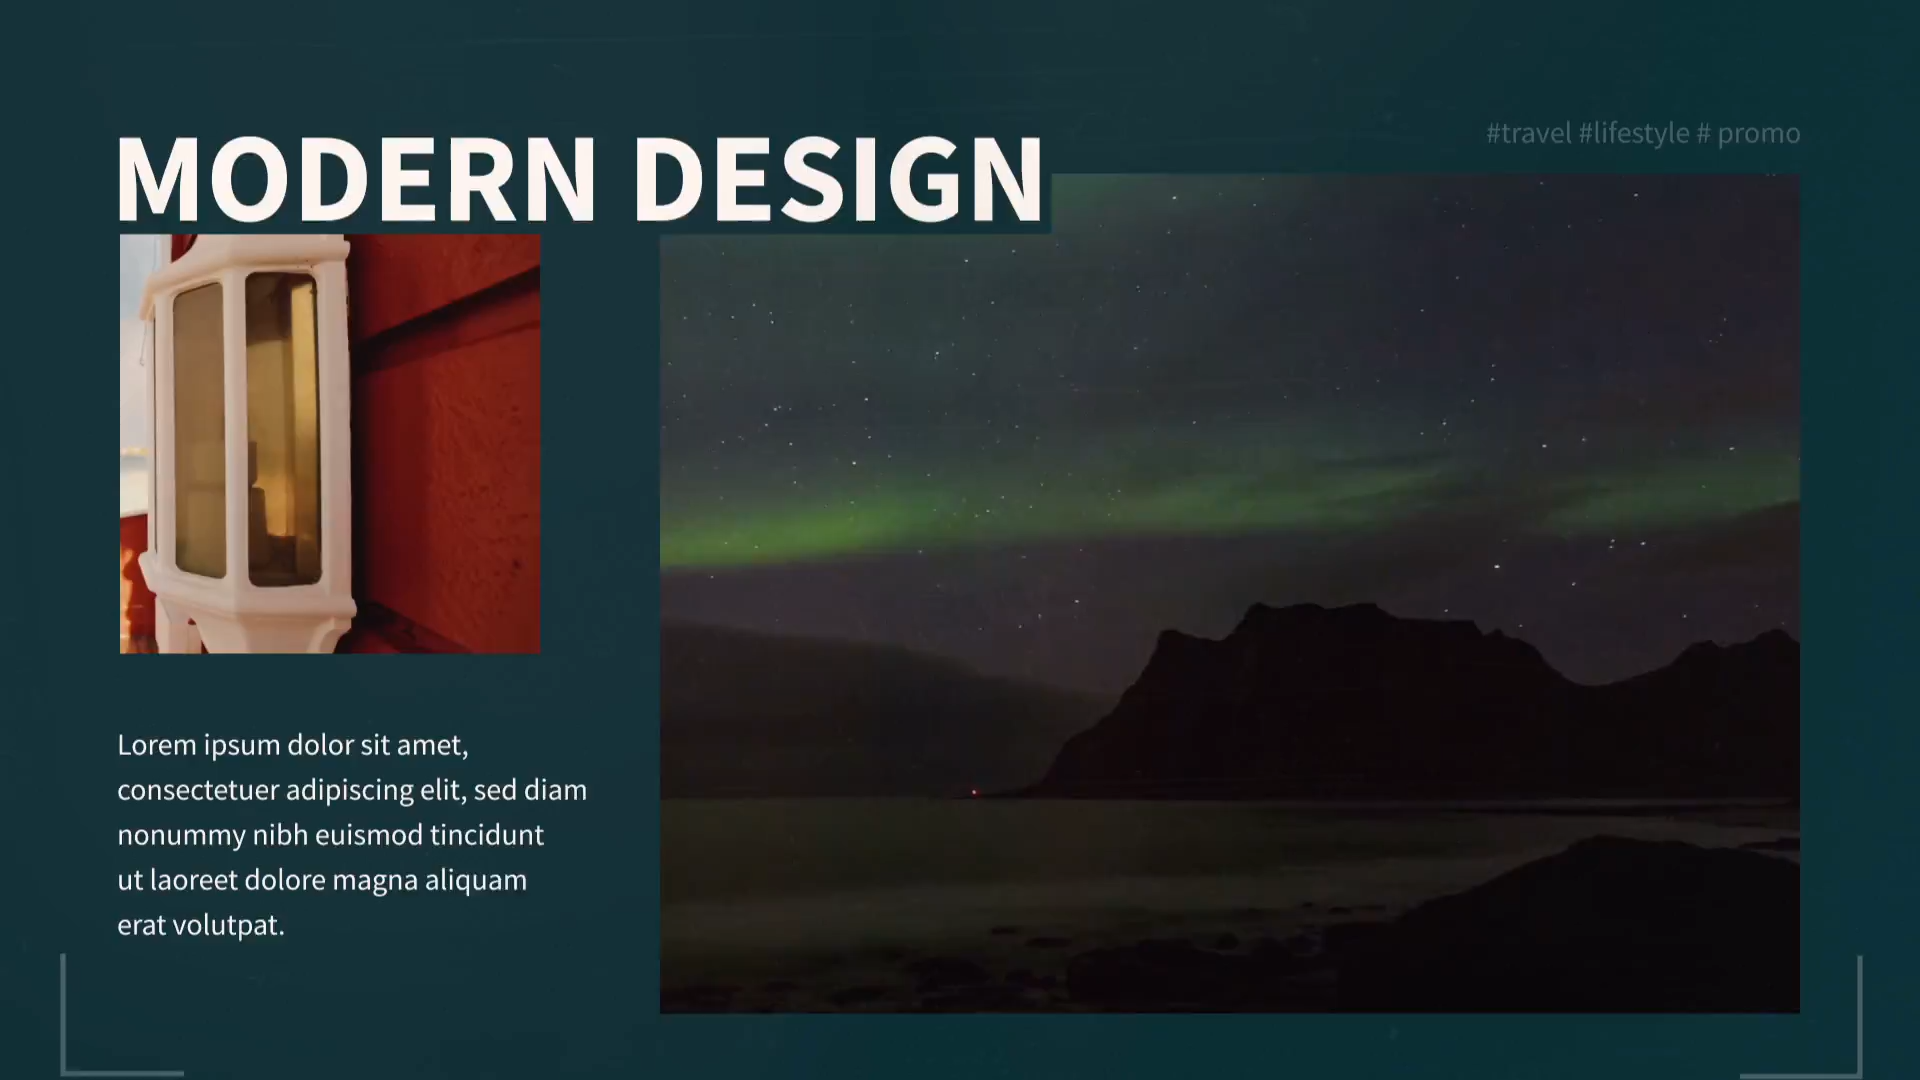 MODERN DESIGN
#travel #lifestyle # promo
Lorem ipsum dolor sit amet,
consectetuer adipiscing elit, sed diam
nonummy nibh euismod tincidunt
ut laoreet dolore magna aliquam
erat volutpat.